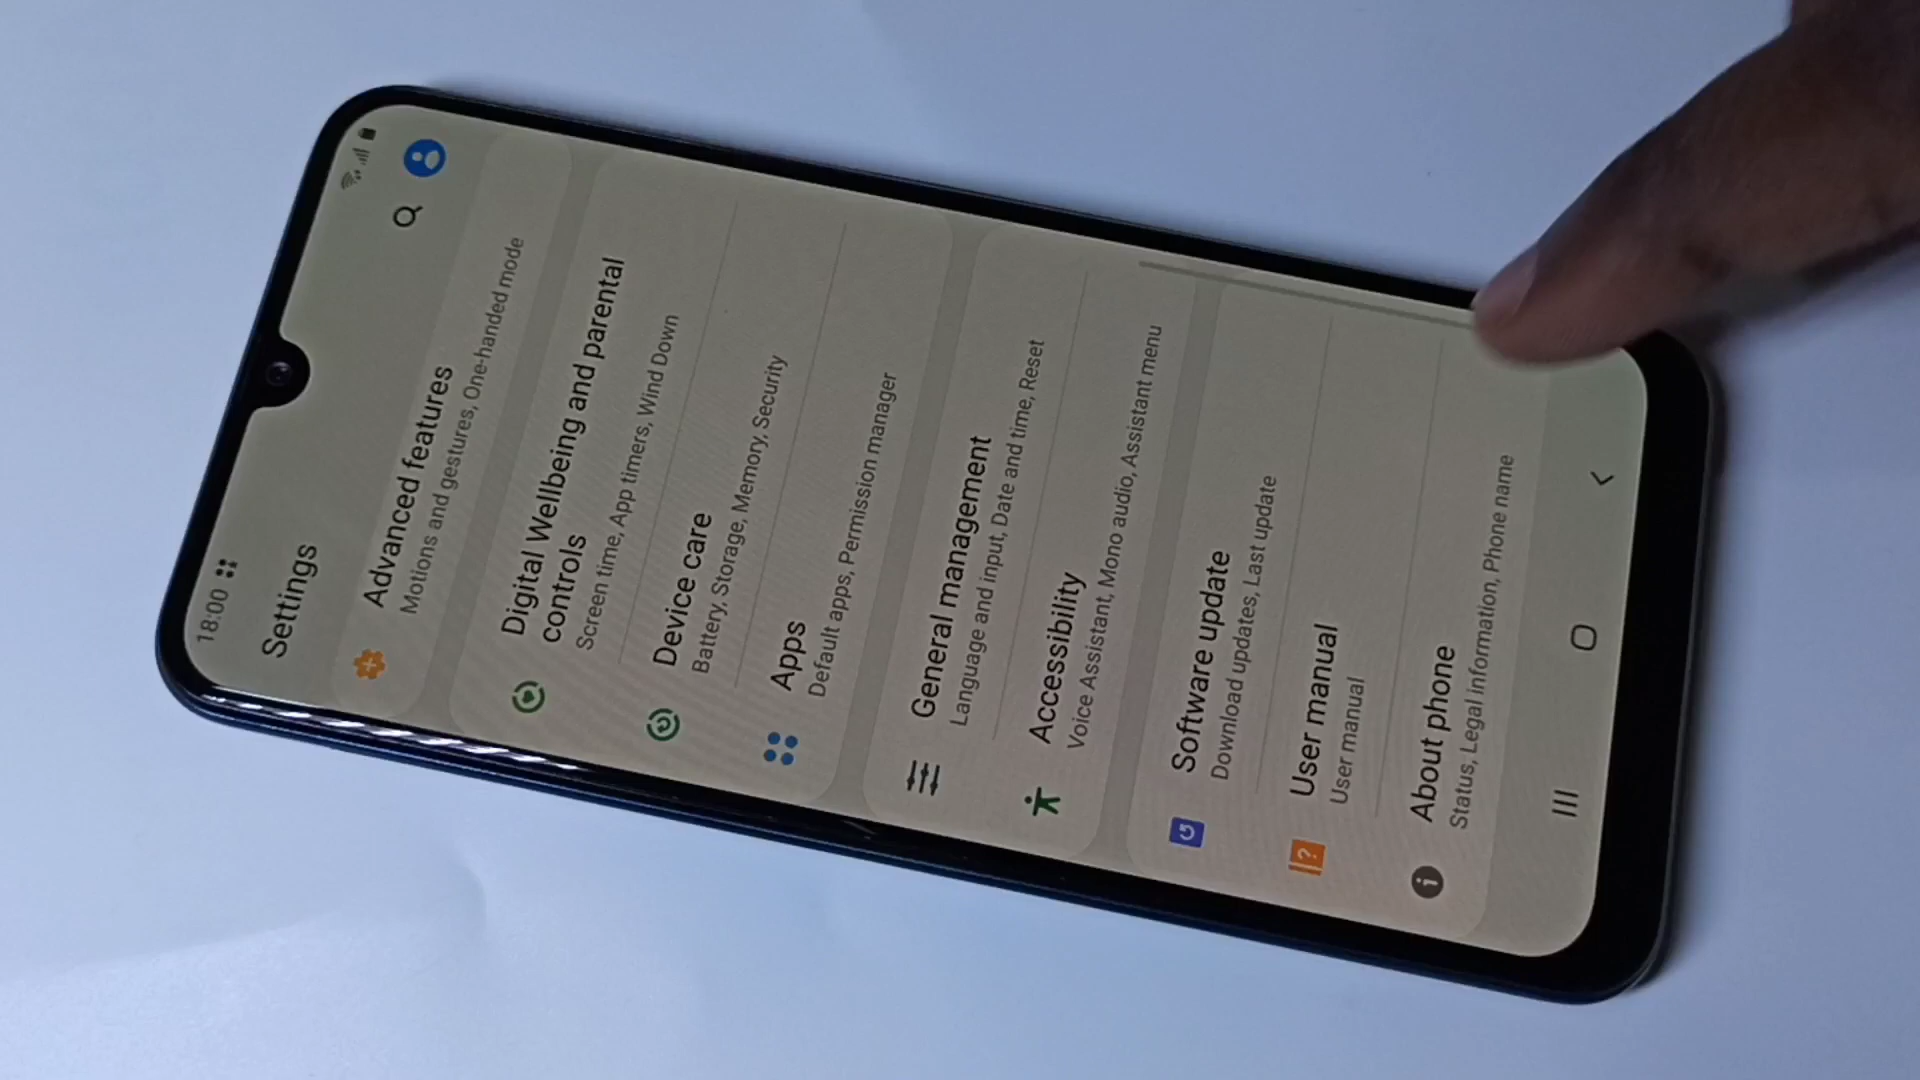 18:00
Settings
Advanced features
Motions and gestures, One-handed mode
Digital Wellbeing and parental
controls
Screen time, App timers, Wind Down
Device care
Battery, Storage, Memory, Security
Apps
Default apps, Permission manager
General management
Language and input, Date and time, Reset
Accessibility
Voice Assistant, Mono audio, Assistant menu
Software update
Download updates, Last update
User manual
User manual
About phone
Status, Legal information, Phone name